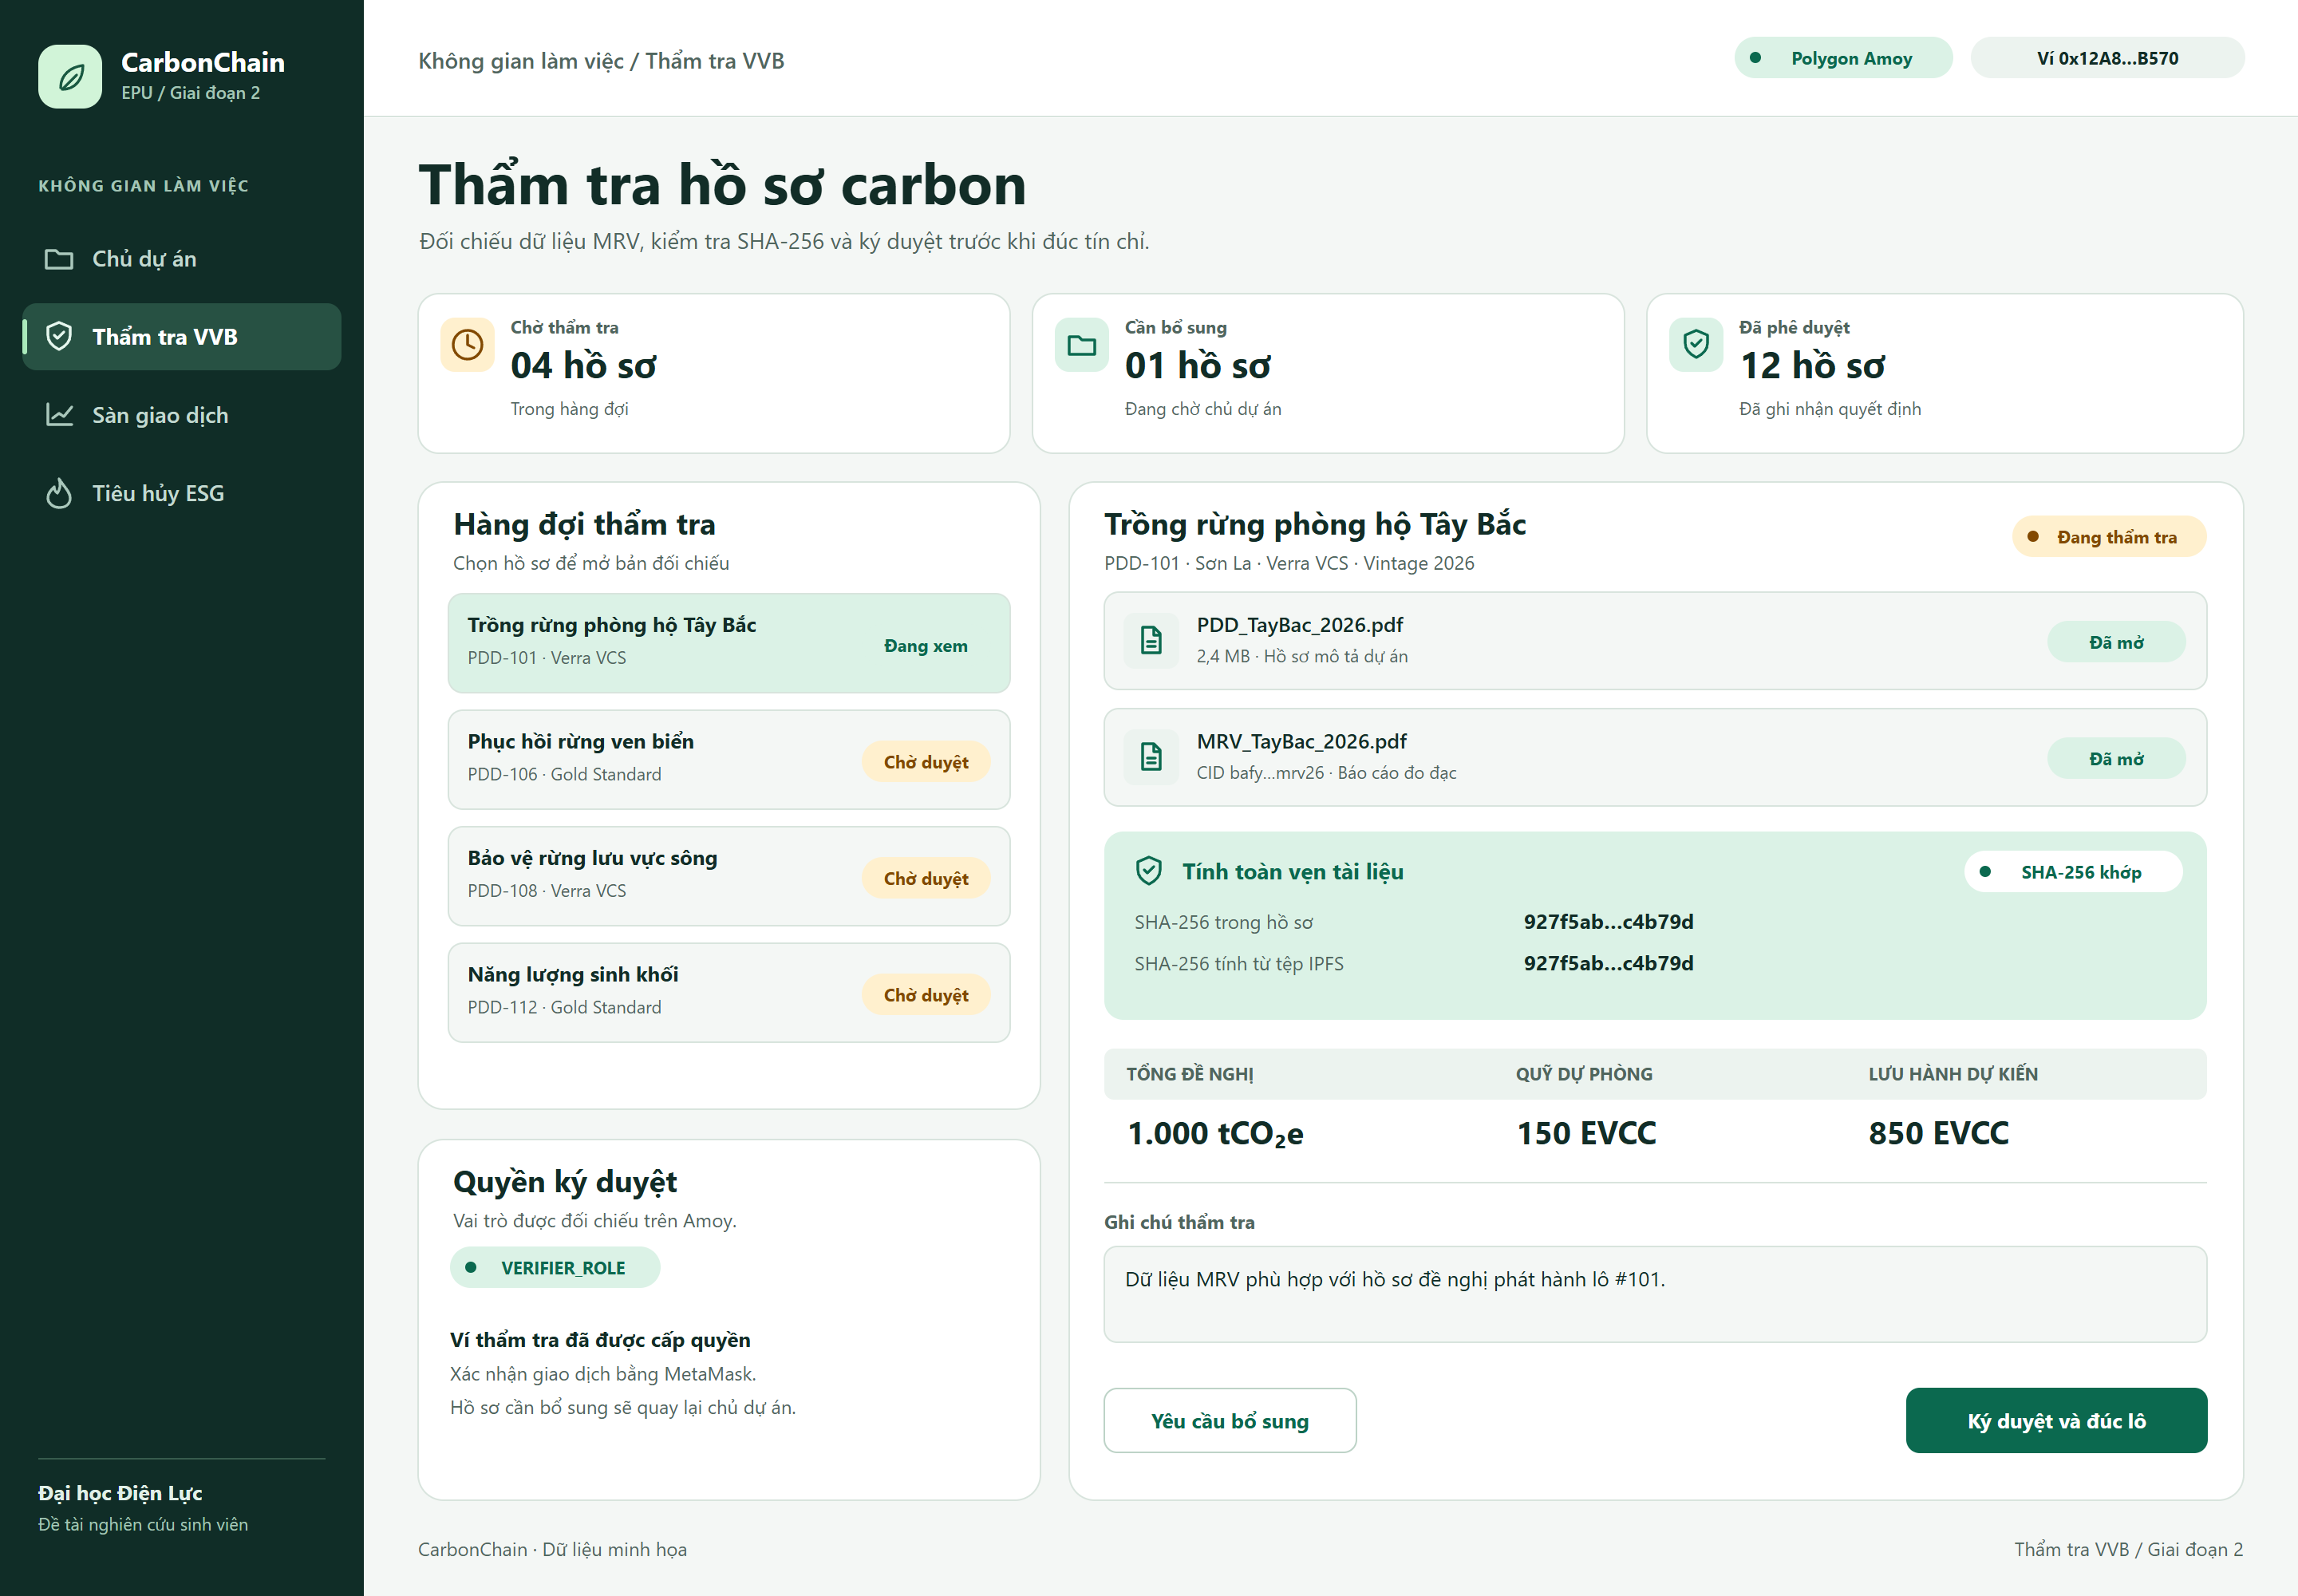 CarbonChain
EPU / Giai đoạn 2
KHÔNG GIAN LÀM VIỆC
Chủ dự án
Thẩm tra VVB
Sàn giao dịch
Tiêu hủy ESG
Đại học Điện Lực
Đề tài nghiên cứu sinh viên
Không gian làm việc / Thẩm tra VVB
Polygon Amoy
Ví 0x12A8...B570
Thẩm tra hồ sơ carbon
Đối chiếu dữ liệu MRV, kiểm tra SHA-256 và ký duyệt trước khi đúc tín chỉ.
Chờ thẩm tra
04 hồ sơ
Trong hàng đợi
Cần bổ sung
01 hồ sơ
Đang chờ chủ dự án
Đã phê duyệt
12 hồ sơ
Đã ghi nhận quyết định
Hàng đợi thẩm tra
Chọn hồ sơ để mở bản đối chiếu
Trồng rừng phòng hộ Tây Bắc
PDD-101 · Verra VCS
Đang xem
Phục hồi rừng ven biển
PDD-106 · Gold Standard
Chờ duyệt
Bảo vệ rừng lưu vực sông
PDD-108 · Verra VCS
Chờ duyệt
Năng lượng sinh khối
PDD-112 · Gold Standard
Chờ duyệt
Quyền ký duyệt
Vai trò được đối chiếu trên Amoy.
VERIFIER_ROLE
Ví thẩm tra đã được cấp quyền
Xác nhận giao dịch bằng MetaMask.
Hồ sơ cần bổ sung sẽ quay lại chủ dự án.
Trồng rừng phòng hộ Tây Bắc
PDD-101 · Sơn La · Verra VCS · Vintage 2026
Đang thẩm tra
PDD_TayBac_2026.pdf
2,4 MB · Hồ sơ mô tả dự án
Đã mở
MRV_TayBac_2026.pdf
CID bafy...mrv26 · Báo cáo đo đạc
Đã mở
Tính toàn vẹn tài liệu
SHA-256 khớp
SHA-256 trong hồ sơ 927f5ab...c4b79d
SHA-256 tính từ tệp IPFS 927f5ab...c4b79d
TỔNG ĐỀ NGHỊ QUỸ DỰ PHÒNG LƯU HÀNH DỰ KIẾN
1.000 tCO₂e 150 EVCC 850 EVCC
Ghi chú thẩm tra
Dữ liệu MRV phù hợp với hồ sơ đề nghị phát hành lô #101.
Yêu cầu bổ sung
Ký duyệt và đúc lô
CarbonChain · Dữ liệu minh họa
Thẩm tra VVB / Giai đoạn 2